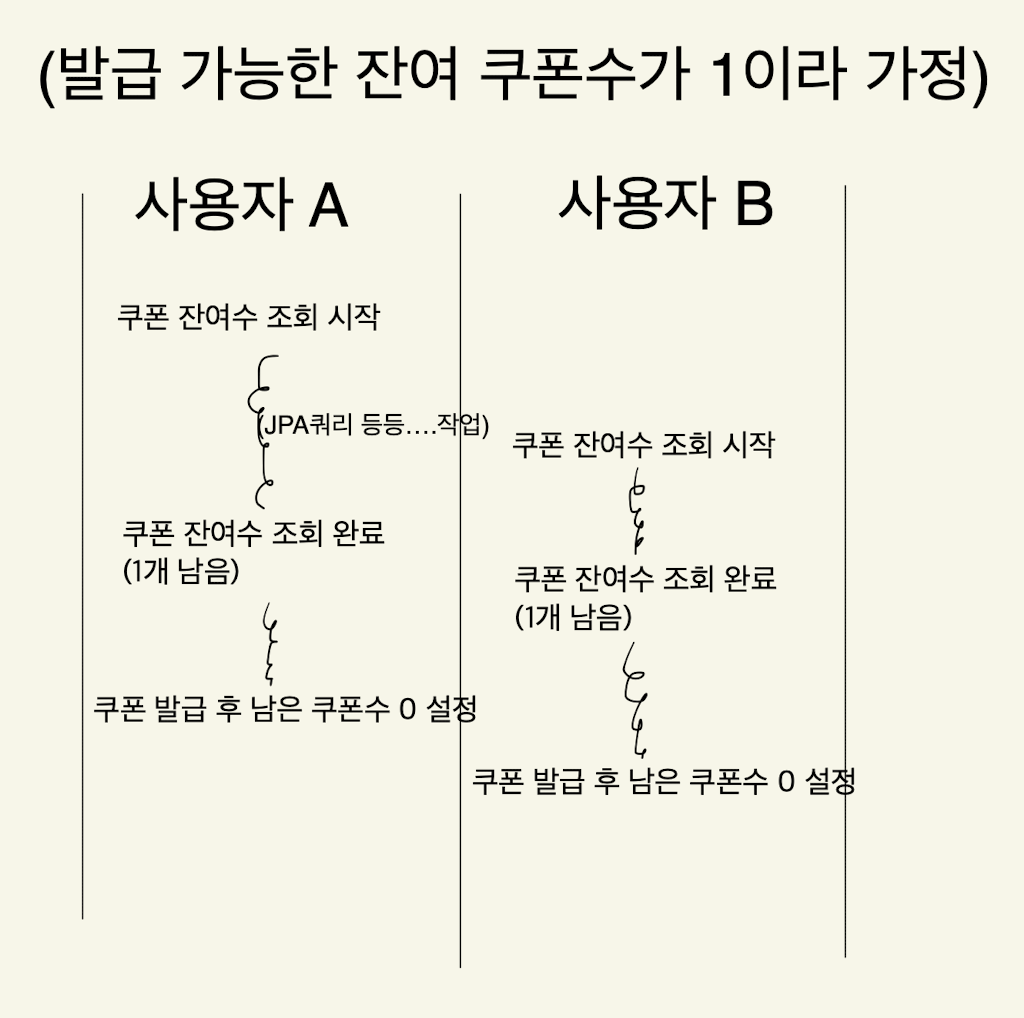 (발급 가능한 잔여 쿠폰수가 1이라 가정)
사용자 A
쿠폰 잔여수 조회 시작
(JPA쿼리 등등....작업)
쿠폰 잔여수 조회 완료
(1개 남음)
쿠폰 발급 후 남은 쿠폰수 0 설정
사용자 B
쿠폰 잔여수 조회 시작
쿠폰 잔여수 조회 완료
(1개 남음)
쿠폰 발급 후 남은 쿠폰수 0 설정